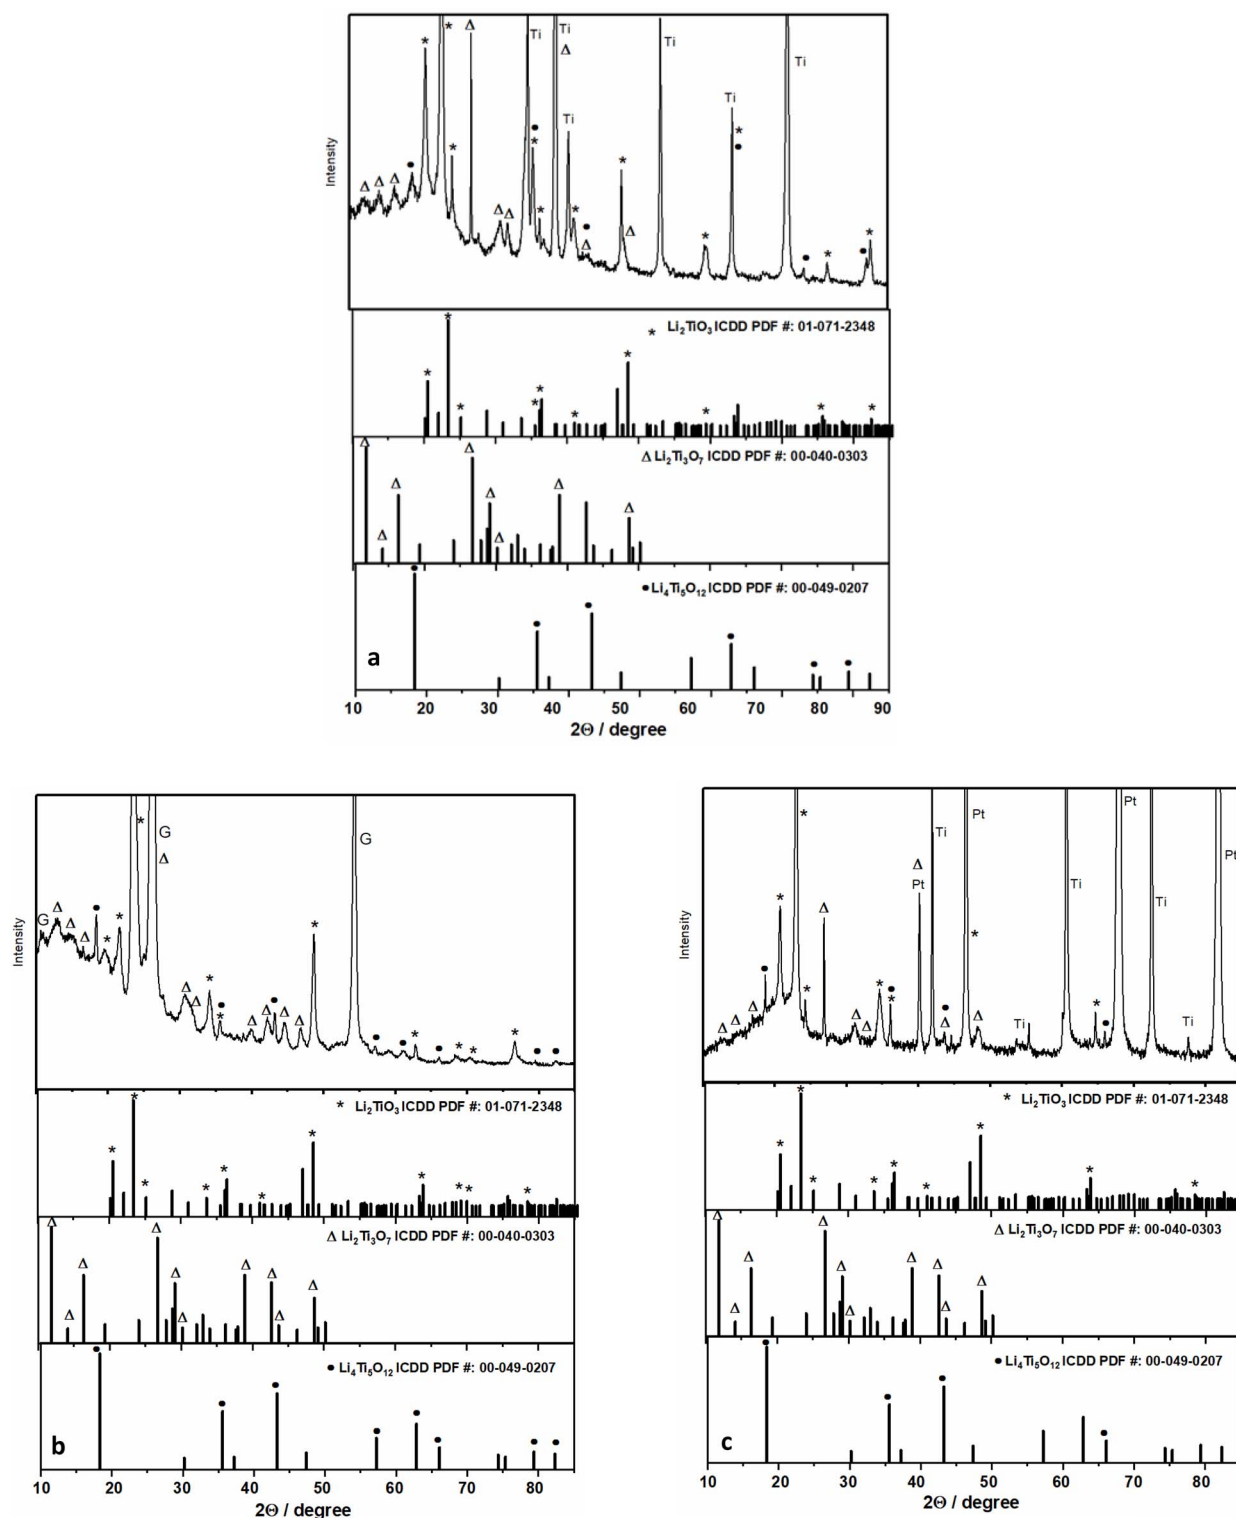 * Δ * Δ Ti Ti Δ Ti Ti Ti
* Ti * ● * ●
Δ Δ Δ ● * * Δ Δ * * ● Δ Δ * ● * ● *
Intensity
* Li₂TiO₃ ICDD PDF #: 01-071-2348
Δ Li₂Ti₃O₇ ICDD PDF #: 00-040-0303
● Li₄Ti₅O₁₂ ICDD PDF #: 00-049-0207
a
10 20 30 40 50 60 70 80 90
2Θ / degree
G * G Δ G
Intensity
* Li₂TiO₃ ICDD PDF #: 01-071-2348
Δ Li₂Ti₃O₇ ICDD PDF #: 00-040-0303
● Li₄Ti₅O₁₂ ICDD PDF #: 00-049-0207
b
10 20 30 40 50 60 70 80
2Θ / degree
* Δ Pt Ti Pt * Ti Ti Pt Ti Ti Pt
Intensity
* Li₂TiO₃ ICDD PDF #: 01-071-2348
Δ Li₂Ti₃O₇ ICDD PDF #: 00-040-0303
● Li₄Ti₅O₁₂ ICDD PDF #: 00-049-0207
c
10 20 30 40 50 60 70 80
2Θ / degree